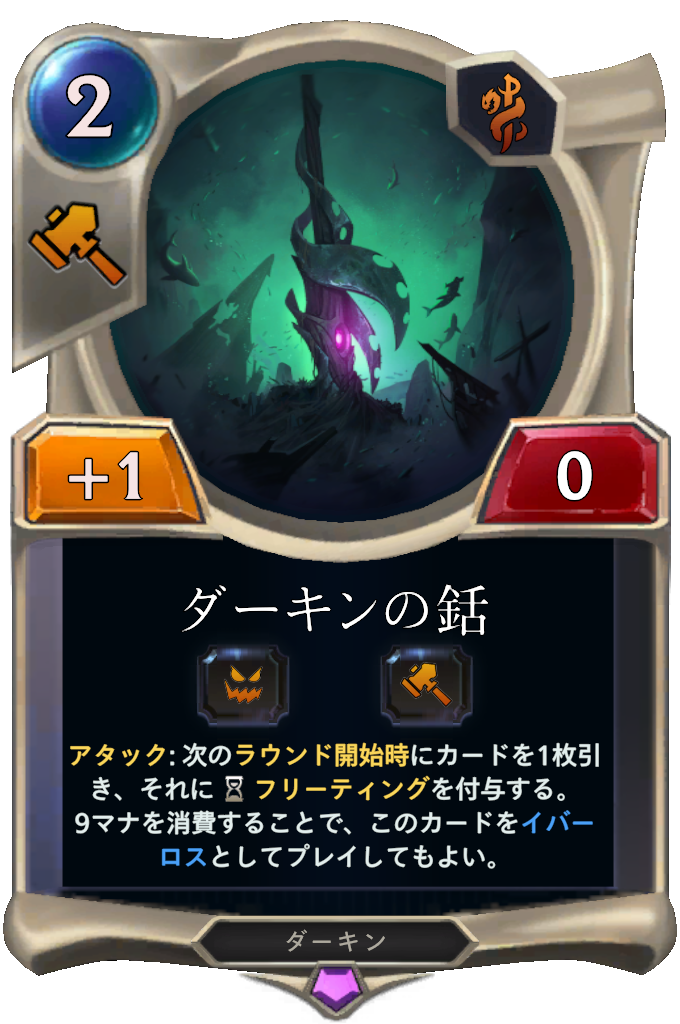 2
+1
0
ダーキンの銛
アタック: 次のラウンド開始時にカードを1枚引
き、それに フリーティングを付与する。
9マナを消費することで、このカードをイバー
ロスとしてプレイしてもよい。
ダーキン